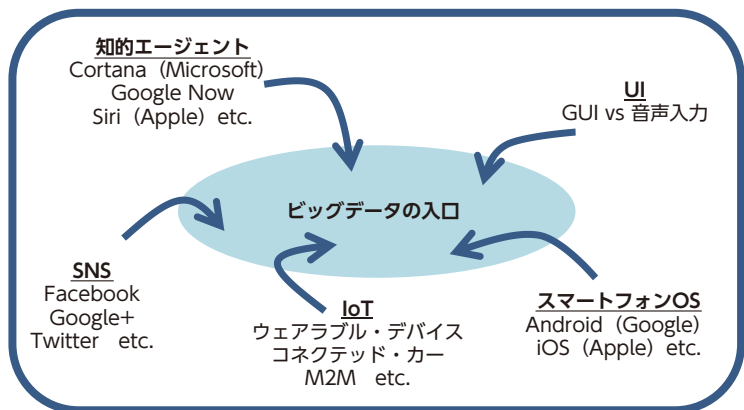 知的エージェント
Cortana（Microsoft）
Google Now
Siri（Apple）etc.
UI
GUI vs 音声入力
ビッグデータの入口
SNS
Facebook
Google+
Twitter　etc.
IoT
ウェアラブル・デバイス
コネクテッド・カー
M2M　etc.
スマートフォンOS
Android（Google）
iOS（Apple）etc.